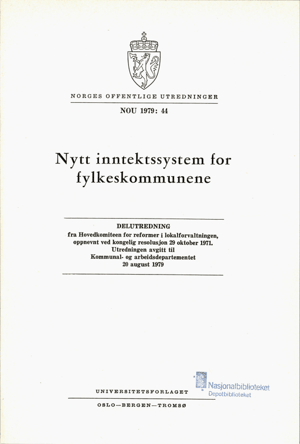 NORGES OFFENTLIGE UTREDNINGER
NOU 1979: 44
Nytt inntektssystem for
fylkeskommunene
DELUTREDNING
fra Hovedkomiteen for reformer i lokalforvaltningen,
oppnevnt ved kongelig resolusjon 29 oktober 1971.
Utredningen avgitt til
Kommunal- og arbeidsdepartementet
20 august 1979
Nasjonalbiblioteket
Depotbiblioteket
UNIVERSITETSFORLAGET
OSLO—BERGEN—TROMSØ